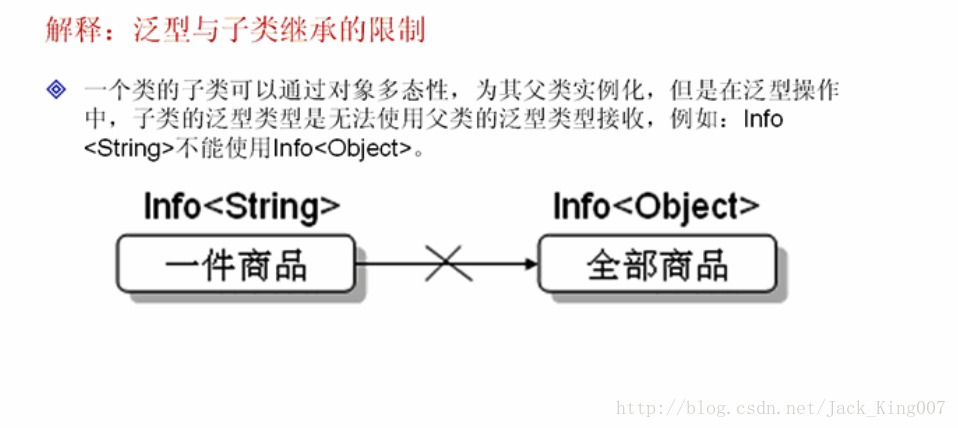 解释：泛型与子类继承的限制
一个类的子类可以通过对象多态性，为其父类实例化，但是在泛型操作
中，子类的泛型类型是无法使用父类的泛型类型接收，例如：Info
<String>不能使用Info<Object>。
Info<String>
Info<Object>
一件商品
全部商品
http://blog.csdn.net/Jack_King007